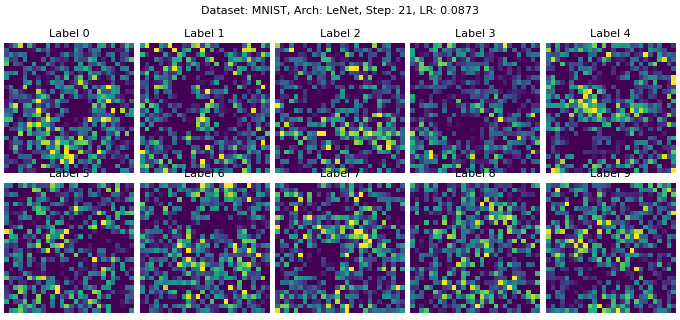 Dataset: MNIST, Arch: LeNet, Step: 21, LR: 0.0873
Label 0 Label 1 Label 2 Label 3 Label 4
Label 5 Label 6 Label 7 Label 8 Label 9